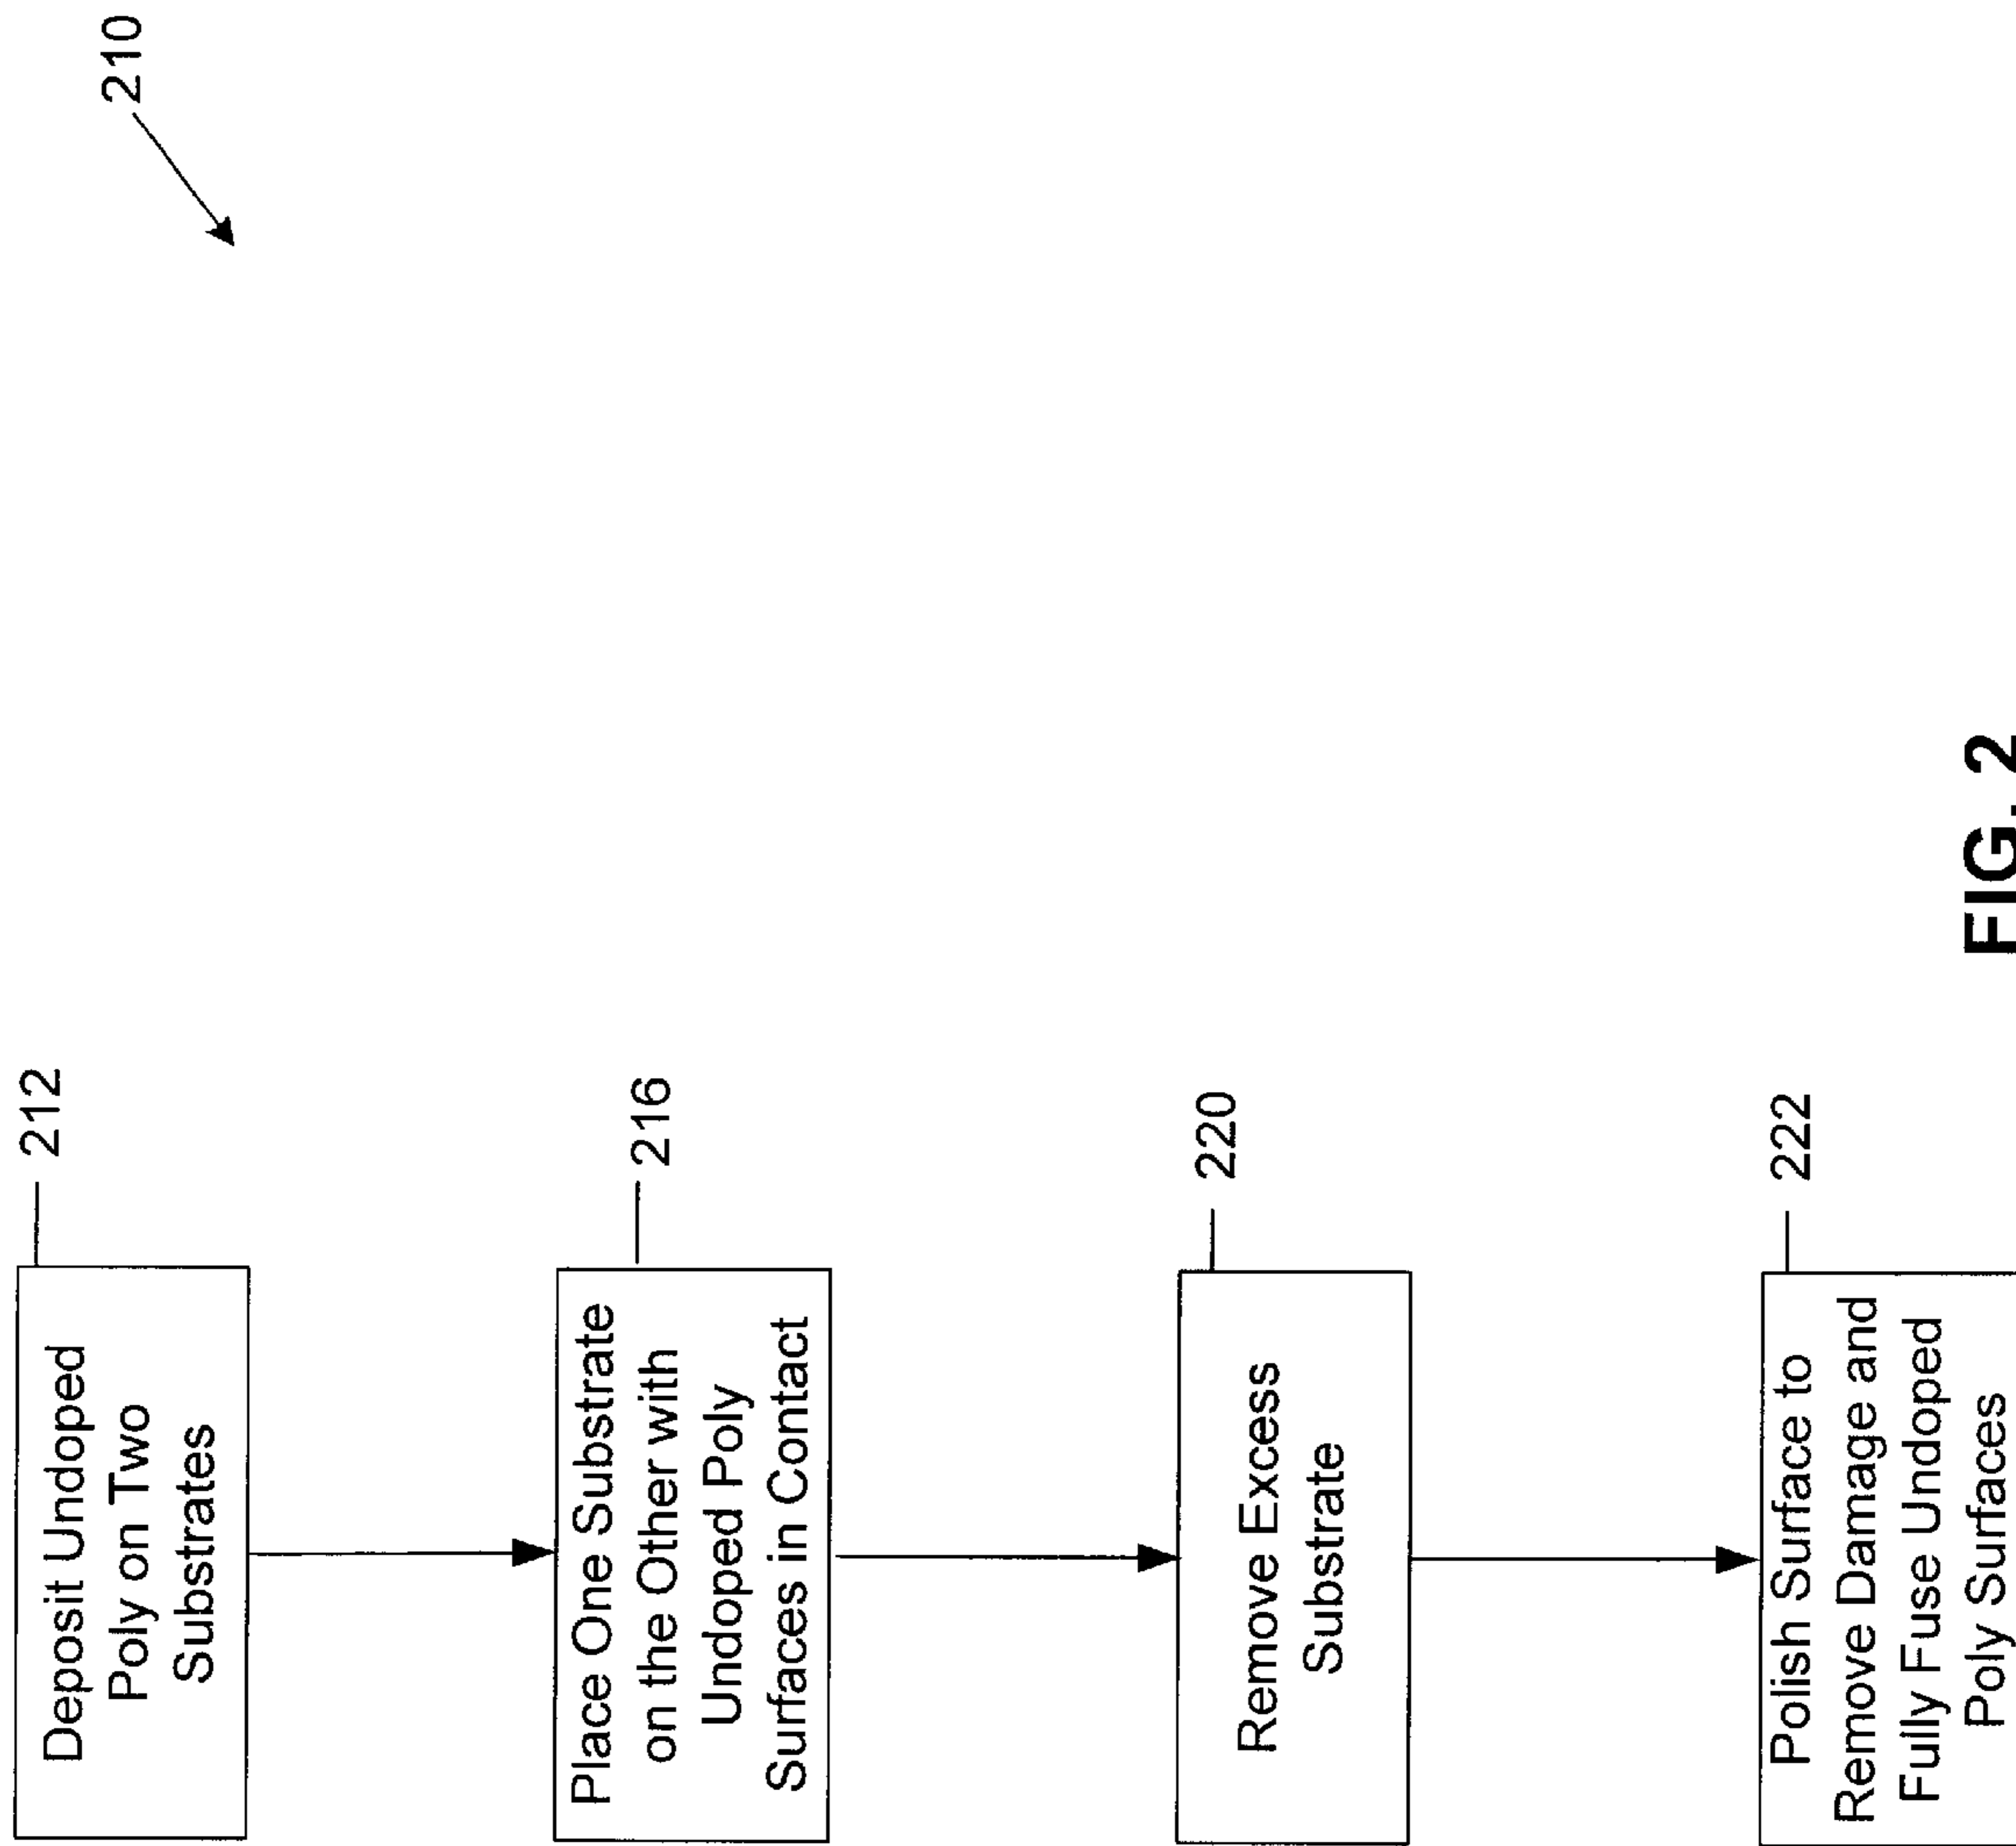 210
212
Deposit Undoped
Poly on Two
Substrates
216
Place One Substrate
on the Other with
Undoped Poly
Surfaces in Contact
220
Remove Excess
Substrate
222
Polish Surface to
Remove Damage and
Fully Fuse Undoped
Poly Surfaces
FIG. 2